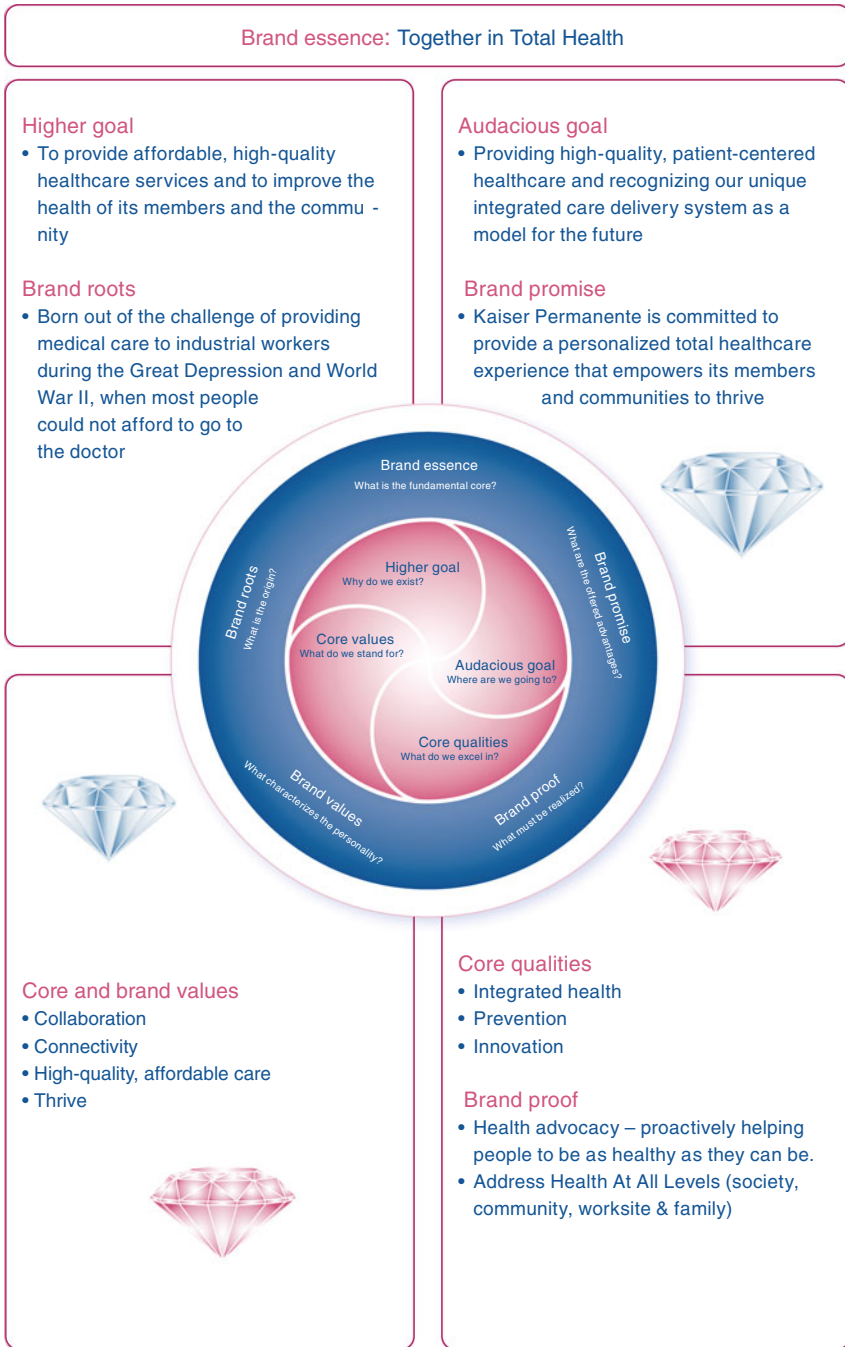 Brand essence: Together in Total Health
Higher goal
• To provide affordable, high-quality
healthcare services and to improve the
health of its members and the commu -
nity
Brand roots
• Born out of the challenge of providing
medical care to industrial workers
during the Great Depression and World
War II, when most people
could not afford to go to
the doctor
Audacious goal
• Providing high-quality, patient-centered
healthcare and recognizing our unique
integrated care delivery system as a
model for the future
Brand promise
• Kaiser Permanente is committed to
provide a personalized total healthcare
experience that empowers its members
and communities to thrive
Brand essence
What is the fundamental core?
Brand roots
What is the origin?
Brand promise
What are the offered advantages?
Higher goal
Why do we exist?
Core values
What do we stand for?
Audacious goal
Where are we going to?
Core qualities
What do we excel in?
Brand values
What characterizes the personality?
Brand proof
What must be realized?
Core and brand values
• Collaboration
• Connectivity
• High-quality, affordable care
• Thrive
Core qualities
• Integrated health
• Prevention
• Innovation
Brand proof
• Health advocacy – proactively helping
people to be as healthy as they can be.
• Address Health At All Levels (society,
community, worksite & family)